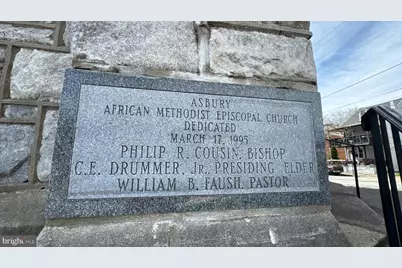 ASBURY
AFRICAN METHODIST EPISCOPAL CHURCH
DEDICATED
MARCH 17, 1995
PHILIP R. COUSIN, BISHOP
C.E. DRUMMER, JR., PRESIDING ELDER
WILLIAM B. FAUSH, PASTOR
bright MLS